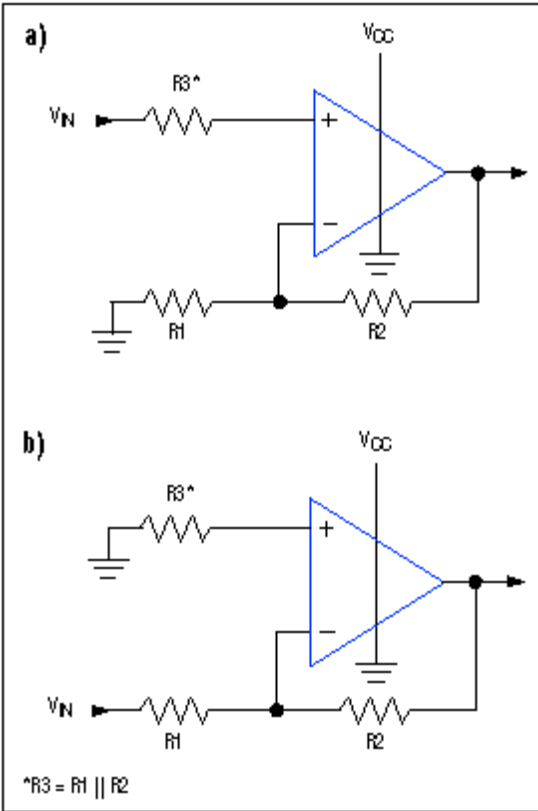 a)
VCC
R3*
VIN
+
−
R1
R2
b)
VCC
R3*
+
−
VIN
R1
R2
*R3 = R1 || R2